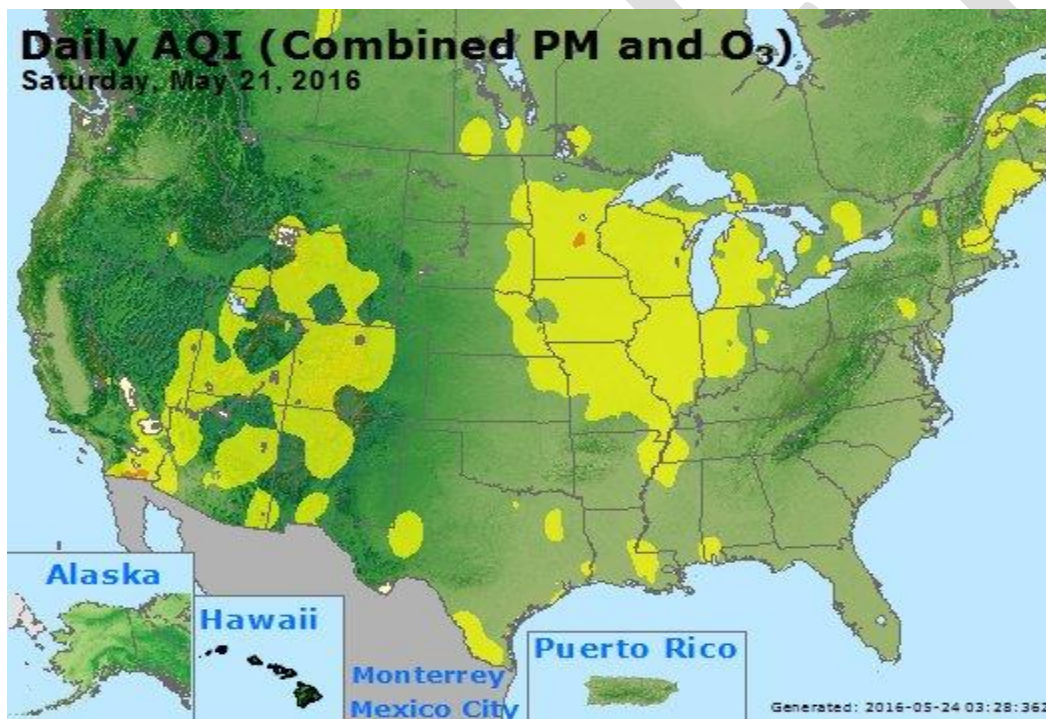 Daily AQI (Combined PM and O₃)
Saturday, May 21, 2016
Alaska
Hawaii
Monterrey
Mexico City
Puerto Rico
Generated: 2016-05-24 03:28:36Z